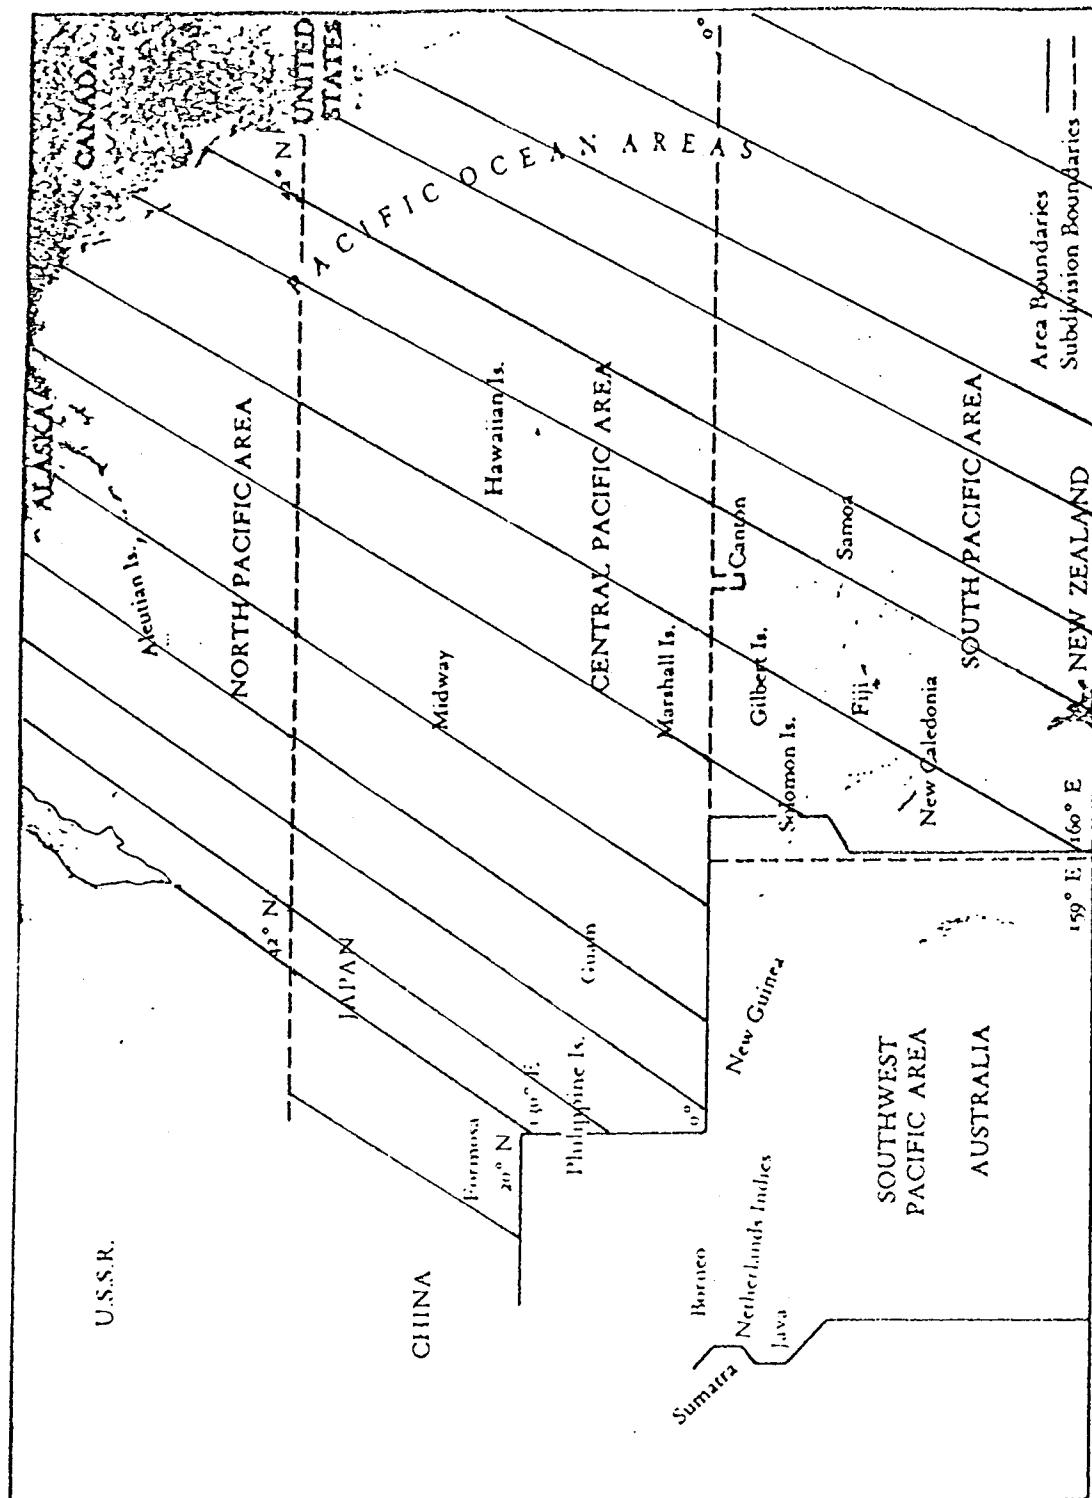 U.S.S.R.
ALASKA
CANADA
Aleutian Is.
NORTH PACIFIC AREA
42° N
42° N
UNITED
STATES
PACIFIC OCEAN AREAS
JAPAN
CHINA
Midway
Hawaiian Is.
Formosa
20° N
130° E
Philippine Is.
Guam
CENTRAL PACIFIC AREA
Marshall Is.
0°
0°
Borneo
Sumatra
Netherlands Indies
Java
New Guinea
Gilbert Is.
Canton
Solomon Is.
Samoa
Fiji
New Caledonia
SOUTHWEST
PACIFIC AREA
AUSTRALIA
SOUTH PACIFIC AREA
159° E
160° E
NEW ZEALAND
Area Boundaries
Subdivision Boundaries